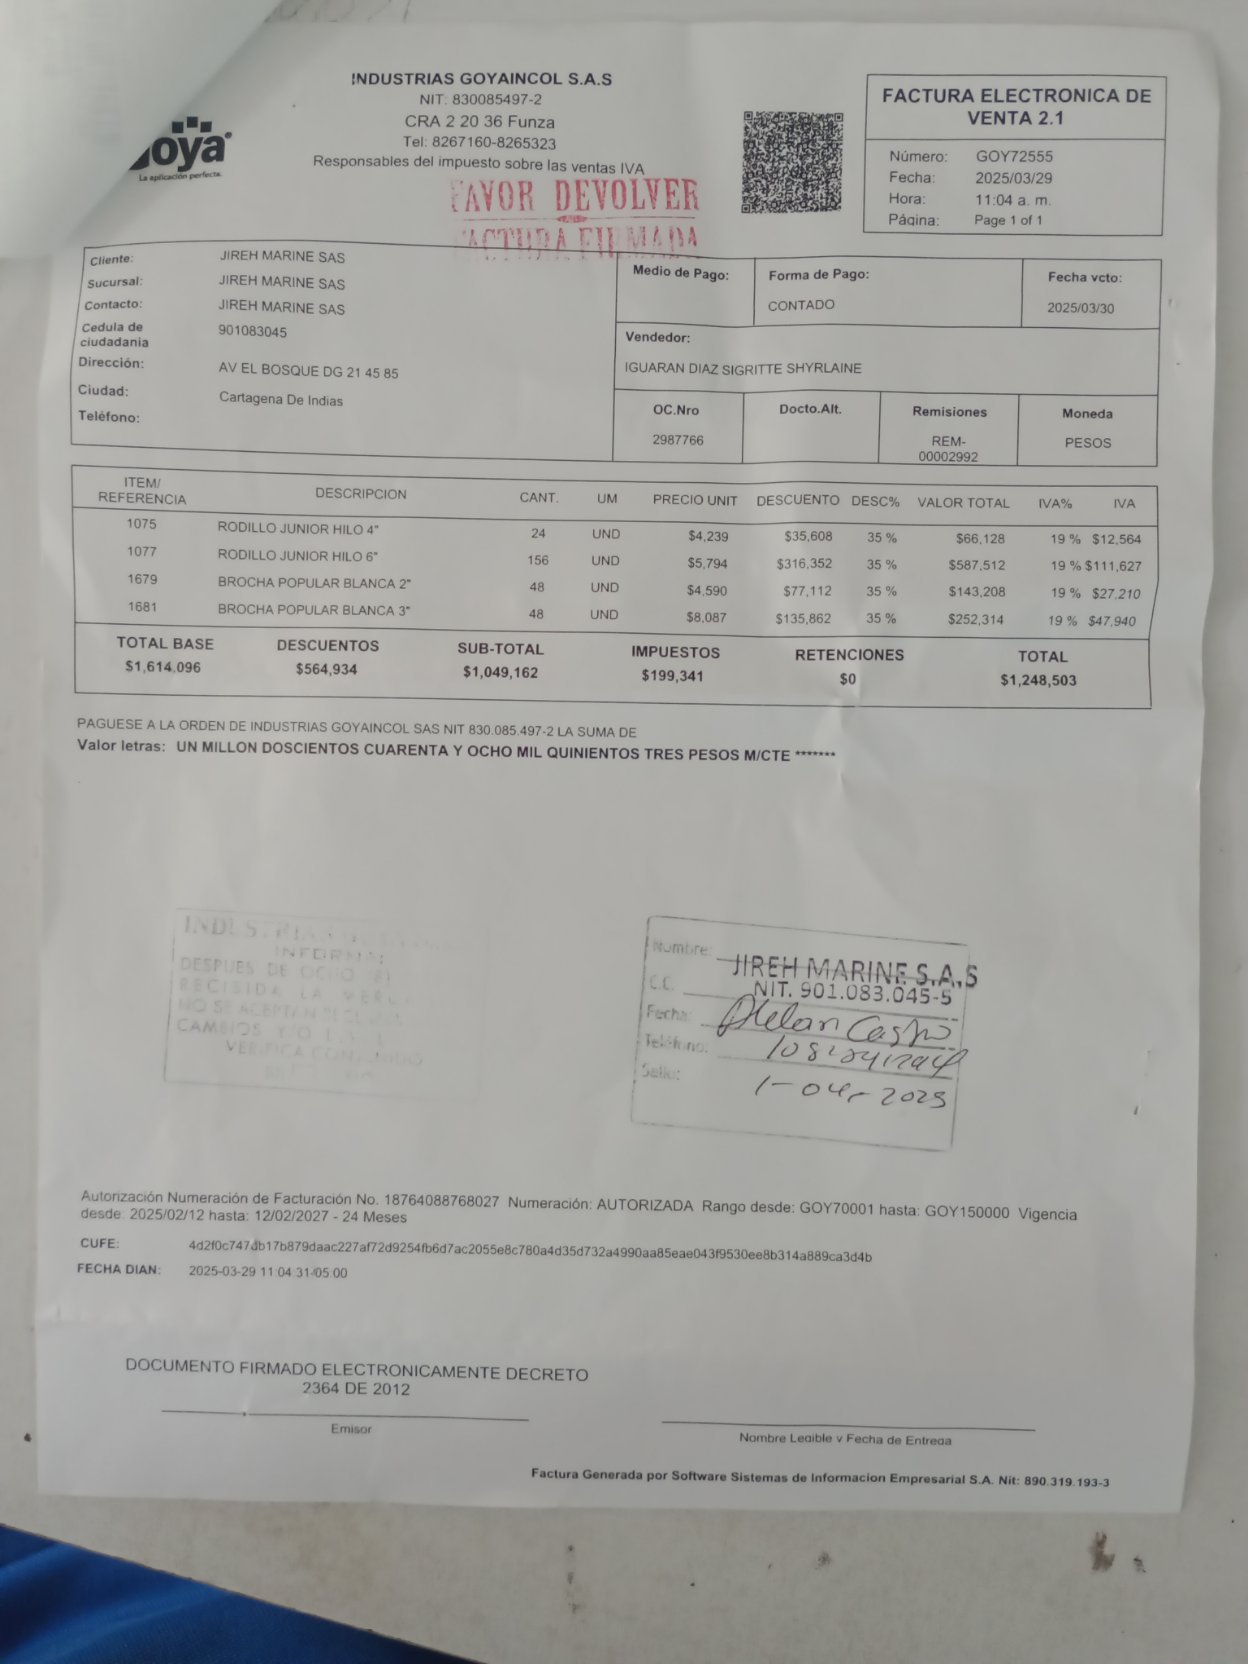 INDUSTRIAS GOYAINCOL S.A.S
NIT: 830085497-2
CRA 2 20 36 Funza
Tel: 8267160-8265323
Responsables del impuesto sobre las ventas IVA
oya
La aplicación perfecta.
FAVOR DEVOLVER
FACTURA FIRMADA
FACTURA ELECTRONICA DE
VENTA 2.1
Número: GOY72555
Fecha: 2025/03/29
Hora: 11:04 a. m.
Página: Page 1 of 1
Cliente: JIREH MARINE SAS
Sucursal: JIREH MARINE SAS
Contacto: JIREH MARINE SAS
Cedula de ciudadania 901083045
Dirección: AV EL BOSQUE DG 21 45 85
Ciudad: Cartagena De Indias
Teléfono:
Medio de Pago: Forma de Pago: Fecha vcto:
CONTADO 2025/03/30
Vendedor:
IGUARAN DIAZ SIGRITTE SHYRLAINE
OC.Nro Docto.Alt. Remisiones Moneda
2987766 REM-00002992 PESOS
ITEM/ REFERENCIA DESCRIPCION CANT. UM PRECIO UNIT DESCUENTO DESC% VALOR TOTAL IVA% IVA
1075 RODILLO JUNIOR HILO 4" 24 UND $4,239 $35,608 35 % $66,128 19 % $12,564
1077 RODILLO JUNIOR HILO 6" 156 UND $5,794 $316,352 35 % $587,512 19 % $111,627
1679 BROCHA POPULAR BLANCA 2" 48 UND $4,590 $77,112 35 % $143,208 19 % $27,210
1681 BROCHA POPULAR BLANCA 3" 48 UND $8,087 $135,862 35 % $252,314 19 % $47,940
TOTAL BASE DESCUENTOS SUB-TOTAL IMPUESTOS RETENCIONES TOTAL
$1,614,096 $564,934 $1,049,162 $199,341 $0 $1,248,503
PAGUESE A LA ORDEN DE INDUSTRIAS GOYAINCOL SAS NIT 830.085.497-2 LA SUMA DE
Valor letras: UN MILLON DOSCIENTOS CUARENTA Y OCHO MIL QUINIENTOS TRES PESOS M/CTE *******
INFORMA:
DESPUES DE OCHO (8)
RECIBIDA LA
NO SE ACEPTAN
CAMBIOS Y/O
VERIFICA
Nombre: JIREH MARINE S.A.S
C.C. NIT. 901.083.045-5
Fecha:
Teléfono:
Sello: 1-04-2025
Autorización Numeración de Facturación No. 18764088768027 Numeración: AUTORIZADA Rango desde: GOY70001 hasta: GOY150000 Vigencia
desde: 2025/02/12 hasta: 12/02/2027 - 24 Meses
CUFE: 4d2f0c747db17b879daac227af72d9254fb6d7ac2055e8c780a4d35d732a4990aa85eae043f9530ee8b314a889ca3d4b
FECHA DIAN: 2025-03-29 11:04:31-05:00
DOCUMENTO FIRMADO ELECTRONICAMENTE DECRETO
2364 DE 2012
Emisor
Nombre Legible y Fecha de Entrega
Factura Generada por Software Sistemas de Informacion Empresarial S.A. Nit: 890.319.193-3